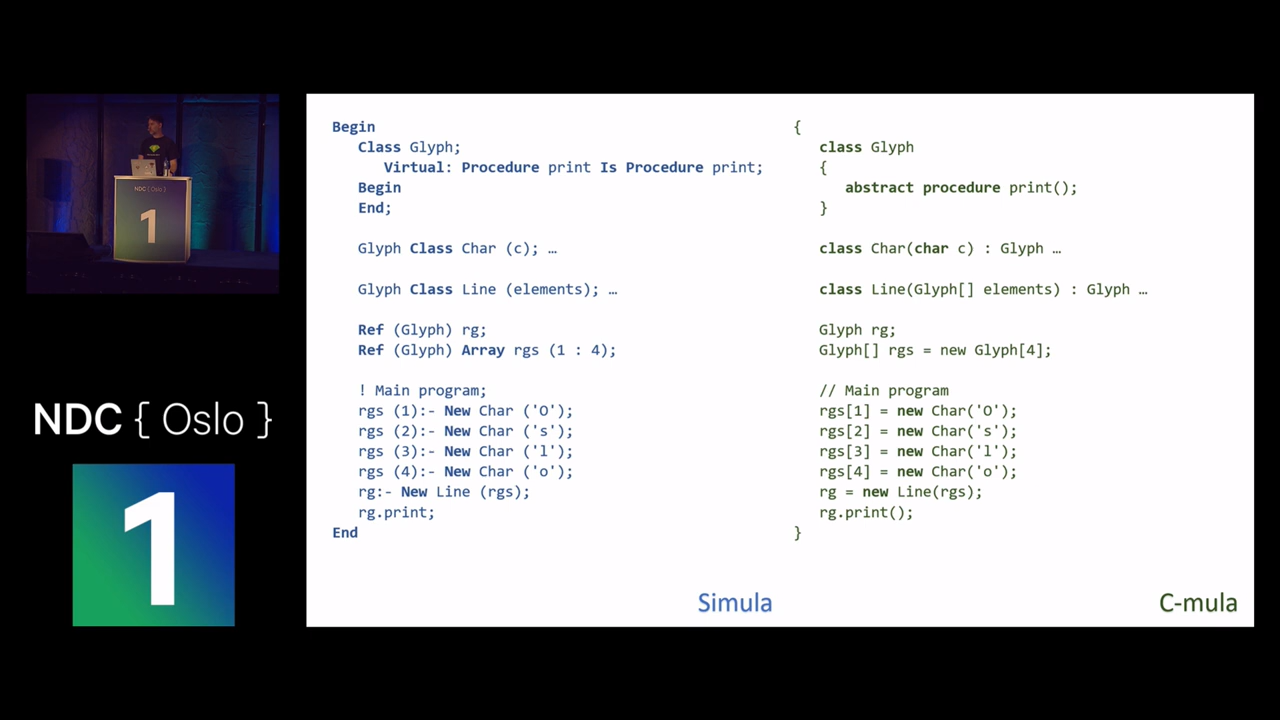 NDC { Oslo }
1
NDC { Oslo }
1
Begin
Class Glyph;
Virtual: Procedure print Is Procedure print;
Begin
End;
Glyph Class Char (c); …
Glyph Class Line (elements); …
Ref (Glyph) rg;
Ref (Glyph) Array rgs (1 : 4);
! Main program;
rgs (1):- New Char ('O');
rgs (2):- New Char ('s');
rgs (3):- New Char ('l');
rgs (4):- New Char ('o');
rg:- New Line (rgs);
rg.print;
End
Simula
{
class Glyph
{
abstract procedure print();
}
class Char(char c) : Glyph …
class Line(Glyph[] elements) : Glyph …
Glyph rg;
Glyph[] rgs = new Glyph[4];
// Main program
rgs[1] = new Char('O');
rgs[2] = new Char('s');
rgs[3] = new Char('l');
rgs[4] = new Char('o');
rg = new Line(rgs);
rg.print();
}
C-mula